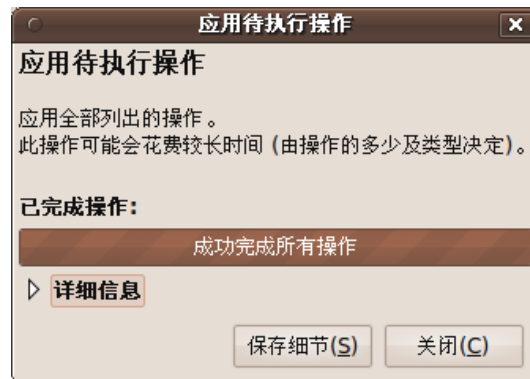 应用待执行操作
应用待执行操作
应用全部列出的操作。
此操作可能会花费较长时间 (由操作的多少及类型决定)。
已完成操作:
成功完成所有操作
详细信息
保存细节(S) 关闭(C)